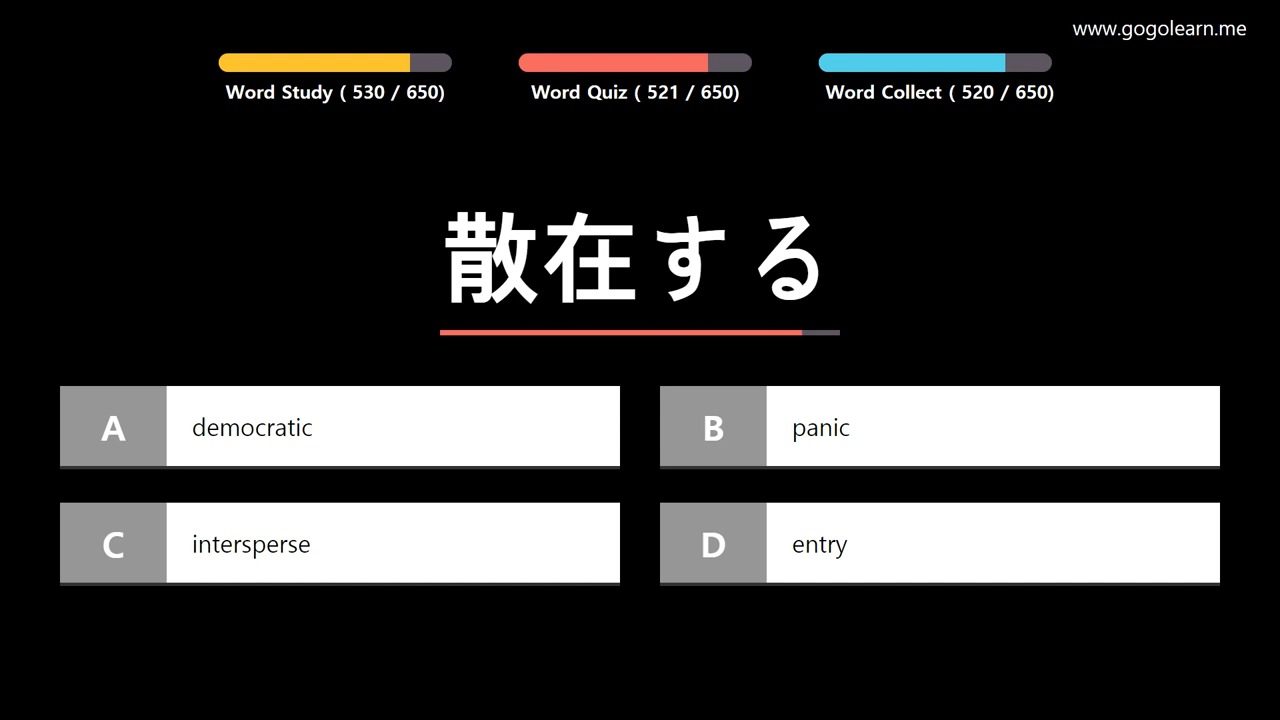 www.gogolearn.me
Word Study ( 530 / 650)
Word Quiz ( 521 / 650)
Word Collect ( 520 / 650)
散在する
A
democratic
B
panic
C
intersperse
D
entry